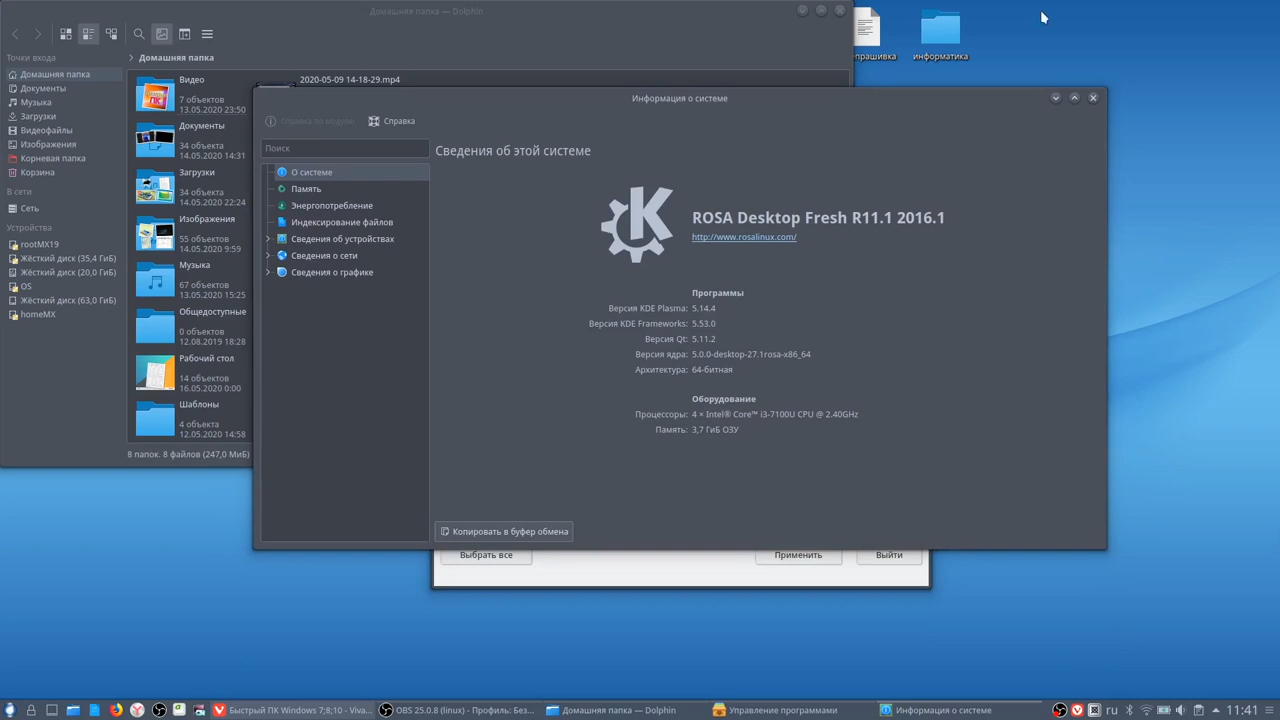 Домашняя папка — Dolphin
Точки входа
Домашняя папка
Документы
Музыка
Загрузки
Видеофайлы
Изображения
Корневая папка
Корзина
В сети
Сеть
Устройства
rootMX19
Жёсткий диск (35,4 ГиБ)
Жёсткий диск (20,0 ГиБ)
OS
Жёсткий диск (63,0 ГиБ)
homeMX
Домашняя папка
Видео
7 объектов
13.05.2020 23:50
Документы
34 объекта
14.05.2020 14:31
Загрузки
34 объекта
14.05.2020 22:24
Изображения
55 объектов
14.05.2020 9:59
Музыка
67 объектов
13.05.2020 15:25
Общедоступные
0 объектов
12.08.2019 18:28
Рабочий стол
14 объектов
16.05.2020 0:00
Шаблоны
4 объекта
12.05.2020 14:58
2020-05-09 14-18-29.mp4
8 папок. 8 файлов (247,0 МиБ)
прашивка
информатика
Информация о системе
Справка по модулю
Справка
Поиск
О системе
Память
Энергопотребление
Индексирование файлов
Сведения об устройствах
Сведения о сети
Сведения о графике
Сведения об этой системе
ROSA Desktop Fresh R11.1 2016.1
http://www.rosalinux.com/
Программы
Версия KDE Plasma: 5.14.4
Версия KDE Frameworks: 5.53.0
Версия Qt: 5.11.2
Версия ядра: 5.0.0-desktop-27.1rosa-x86_64
Архитектура: 64-битная
Оборудование
Процессоры: 4 × Intel® Core™ i3-7100U CPU @ 2.40GHz
Память: 3,7 ГиБ ОЗУ
Копировать в буфер обмена
Выбрать все
Применить
Выйти
Быстрый ПК Windows 7;8;10 - Viva...
OBS 25.0.8 (linux) - Профиль: Без...
Домашняя папка — Dolphin
Управление программами
Информация о системе
ru
11:41